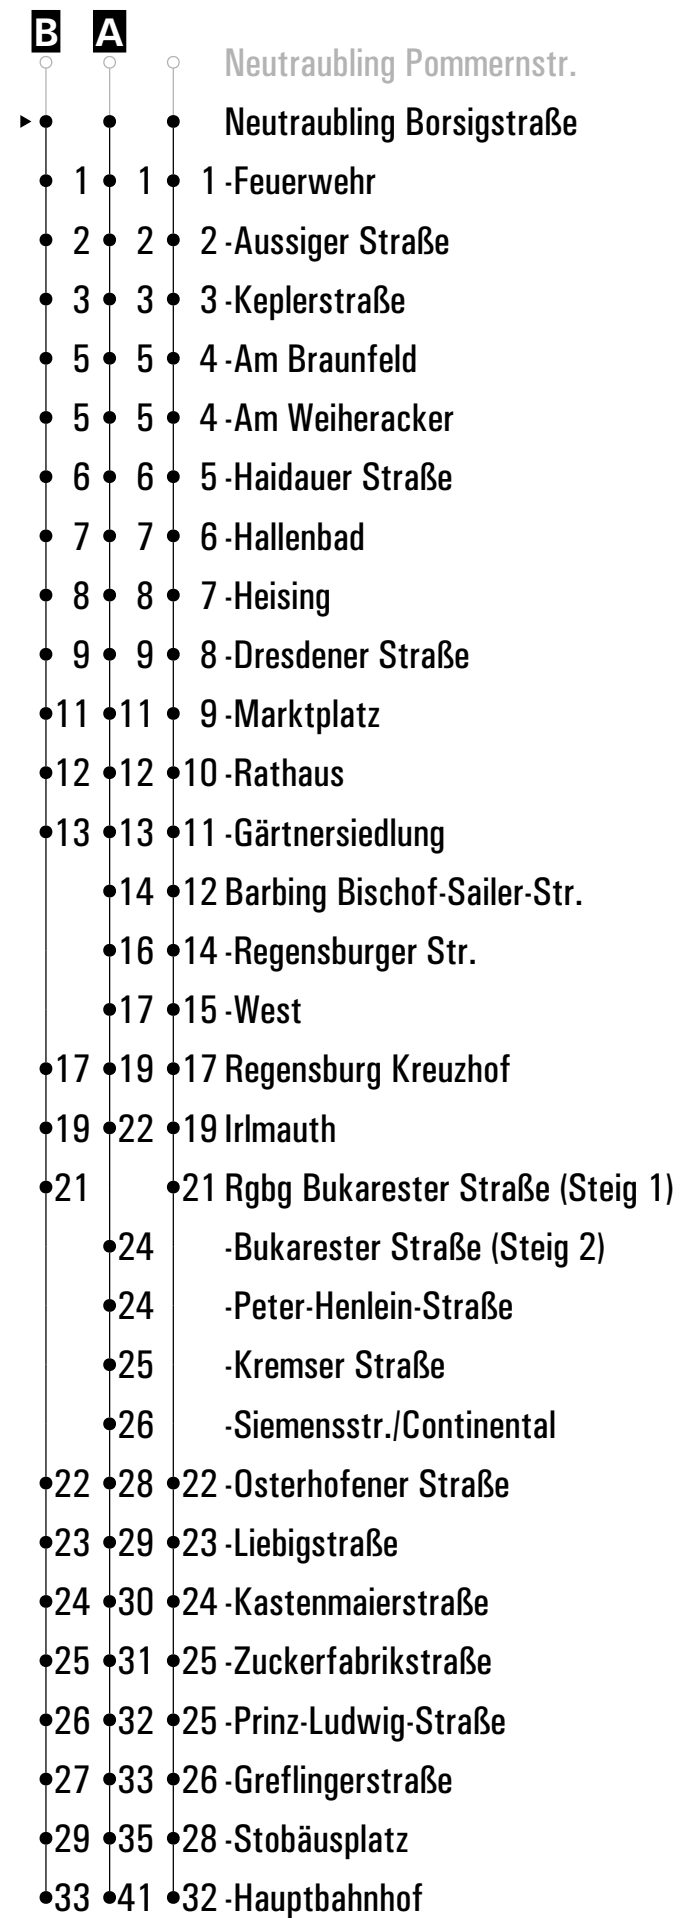 B A
Neutraubling Pommernstr.
Neutraubling Borsigstraße
1 1 1 -Feuerwehr
2 2 2 -Aussiger Straße
3 3 3 -Keplerstraße
5 5 4 -Am Braunfeld
5 5 4 -Am Weiheracker
6 6 5 -Haidauer Straße
7 7 6 -Hallenbad
8 8 7 -Heising
9 9 8 -Dresdener Straße
11 11 9 -Marktplatz
12 12 10 -Rathaus
13 13 11 -Gärtnersiedlung
14 12 Barbing Bischof-Sailer-Str.
16 14 -Regensburger Str.
17 15 -West
17 19 17 Regensburg Kreuzhof
19 22 19 Irlmauth
21 21 Rgbg Bukarester Straße (Steig 1)
24 -Bukarester Straße (Steig 2)
24 -Peter-Henlein-Straße
25 -Kremser Straße
26 -Siemensstr./Continental
22 28 22 -Osterhofener Straße
23 29 23 -Liebigstraße
24 30 24 -Kastenmaierstraße
25 31 25 -Zuckerfabrikstraße
26 32 25 -Prinz-Ludwig-Straße
27 33 26 -Greflingerstraße
29 35 28 -Stobäusplatz
33 41 32 -Hauptbahnhof